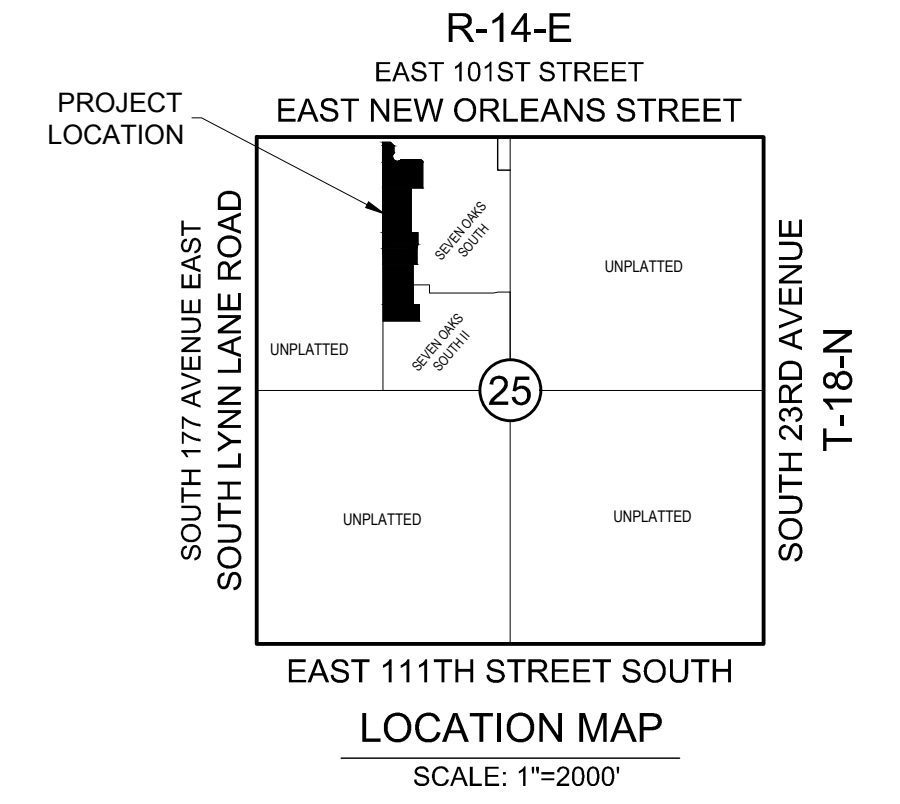 R-14-E
EAST 101ST STREET
EAST NEW ORLEANS STREET
PROJECT
LOCATION
SOUTH 177 AVENUE EAST
SOUTH LYNN LANE ROAD
SEVEN OAKS
SOUTH
UNPLATTED
SOUTH 23RD AVENUE
T-18-N
UNPLATTED
SEVEN OAKS
SOUTH II
25
UNPLATTED
UNPLATTED
EAST 111TH STREET SOUTH
LOCATION MAP
SCALE: 1"=2000'